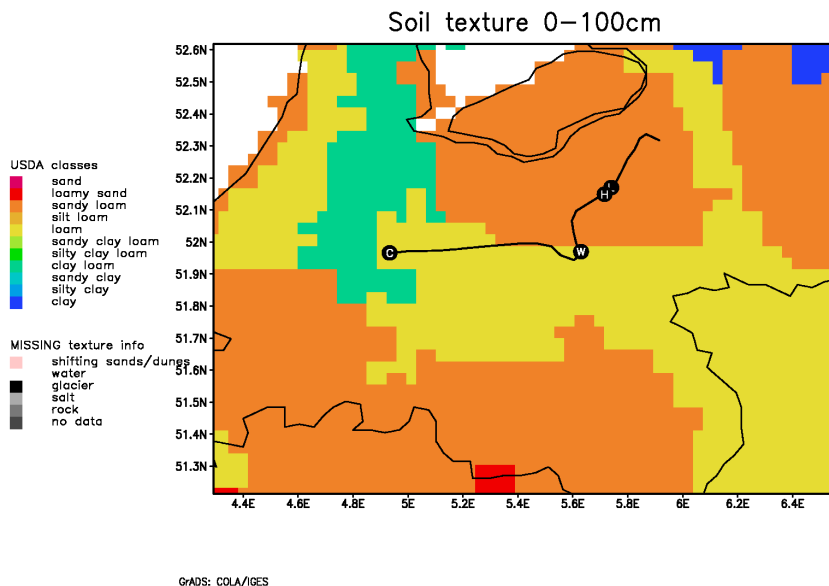 Soil texture 0-100cm
52.6N
52.5N
52.4N
52.3N
52.2N
52.1N
52N
51.9N
51.8N
51.7N
51.6N
51.5N
51.4N
51.3N
4.4E 4.6E 4.8E 5E 5.2E 5.4E 5.6E 5.8E 6E 6.2E 6.4E
USDA classes
sand
loamy sand
sandy loam
silt loam
loam
sandy clay loam
silty clay loam
clay loam
sandy clay
silty clay
clay
MISSING texture info
shifting sands/dunes
water
glacier
salt
rock
no data
H
C
W
GrADS: COLA/IGES